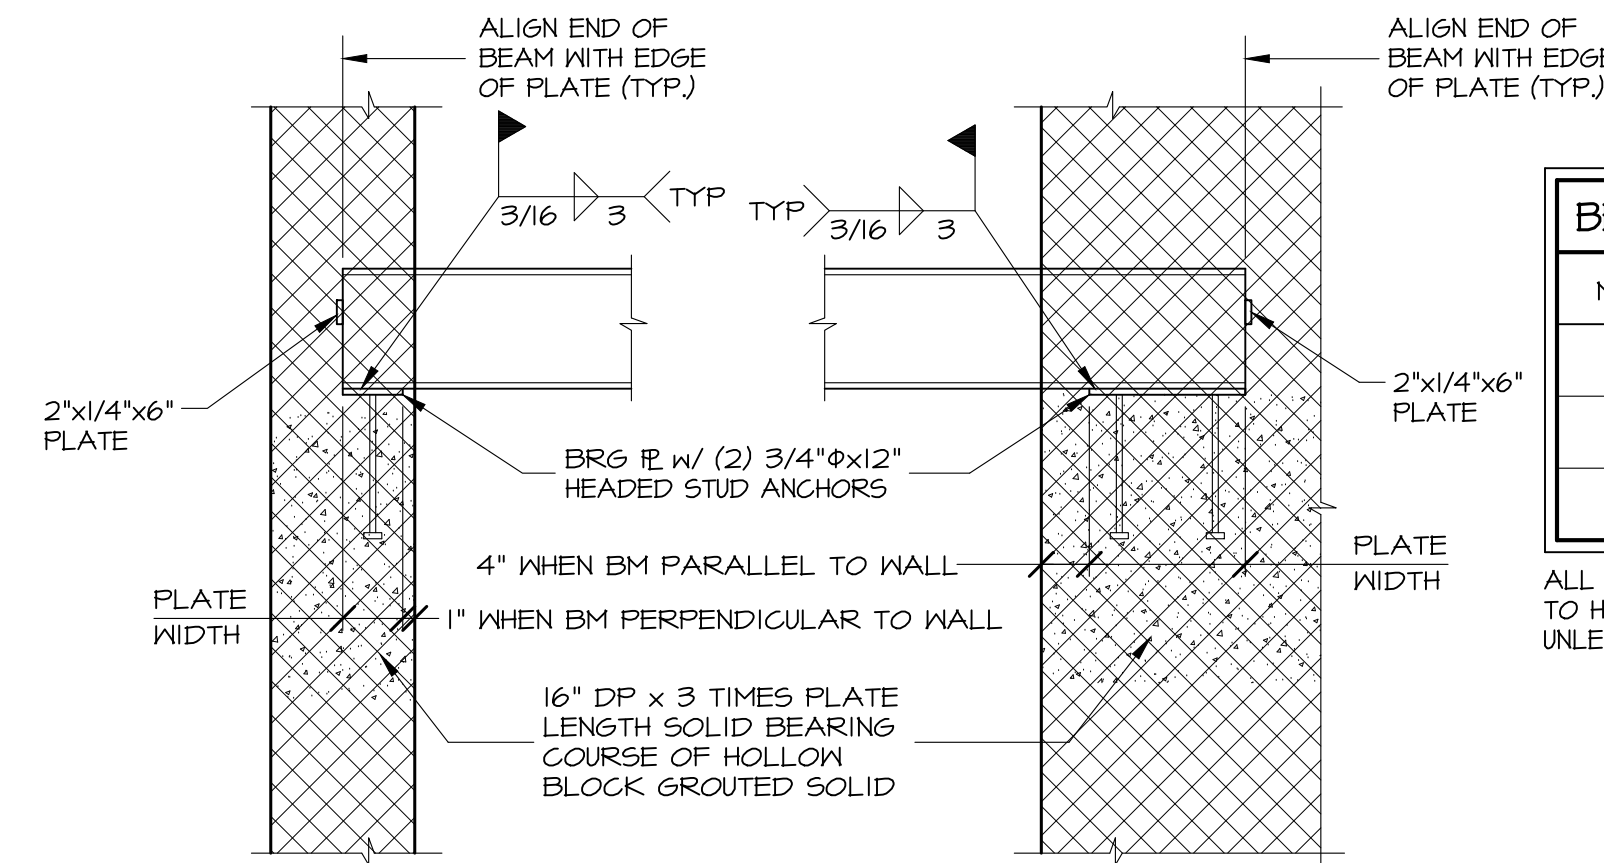 ALIGN END OF
BEAM WITH EDGE
OF PLATE (TYP.)
ALIGN END OF
BEAM WITH EDGE
OF PLATE (TYP.)
3/16 3 TYP
TYP 3/16 3
2"x1/4"x6"
PLATE
2"x1/4"x6"
PLATE
BRG PL w/ (2) 3/4"Φx12"
HEADED STUD ANCHORS
4" WHEN BM PARALLEL TO WALL
PLATE
WIDTH
PLATE
WIDTH
1" WHEN BM PERPENDICULAR TO WALL
16" DP x 3 TIMES PLATE
LENGTH SOLID BEARING
COURSE OF HOLLOW
BLOCK GROUTED SOLID
ALL
TO